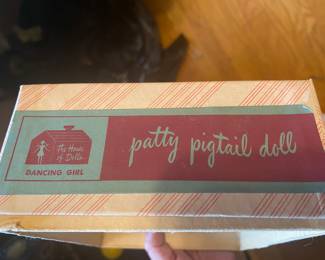 The House
of Dolls
DANCING GIRL
patty pigtail doll